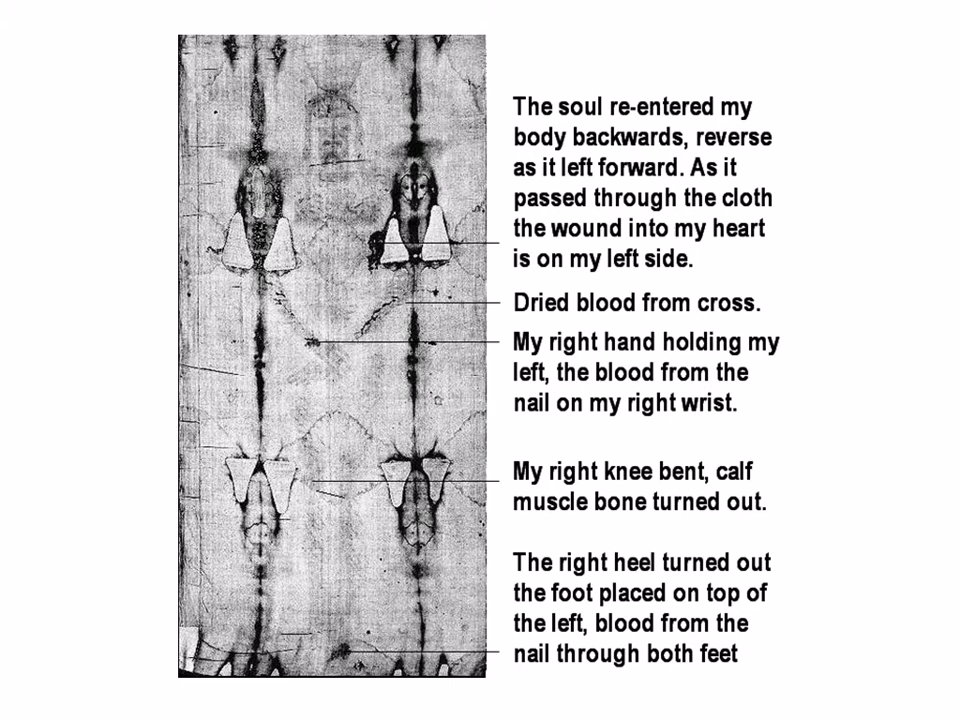 The soul re-entered my
body backwards, reverse
as it left forward. As it
passed through the cloth
the wound into my heart
is on my left side.
Dried blood from cross.
My right hand holding my
left, the blood from the
nail on my right wrist.
My right knee bent, calf
muscle bone turned out.
The right heel turned out
the foot placed on top of
the left, blood from the
nail through both feet